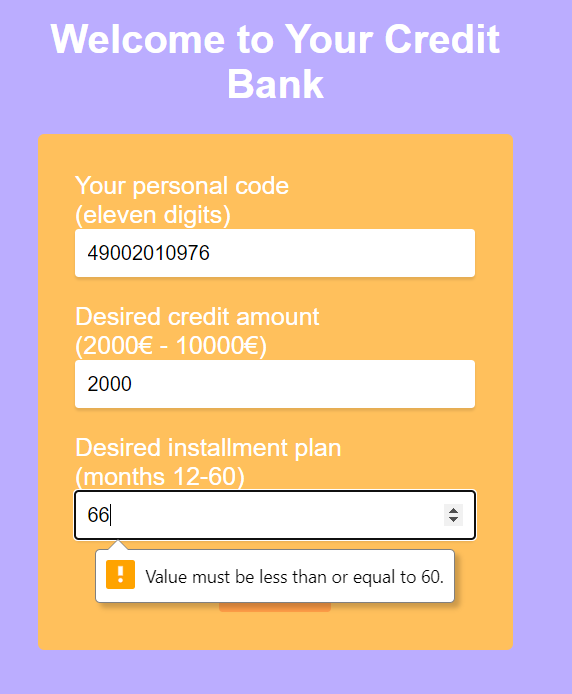 Welcome to Your Credit
Bank
Your personal code
(eleven digits)
49002010976
Desired credit amount
(2000€ - 10000€)
2000
Desired installment plan
(months 12-60)
66
Value must be less than or equal to 60.